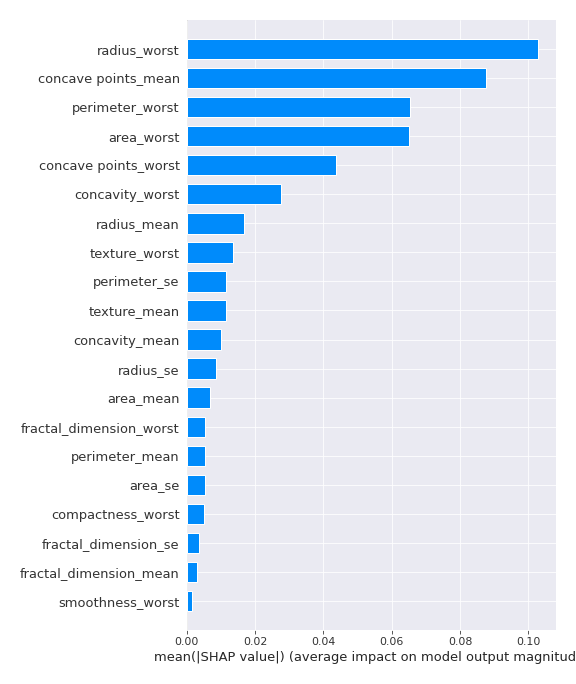 radius_worst
concave points_mean
perimeter_worst
area_worst
concave points_worst
concavity_worst
radius_mean
texture_worst
perimeter_se
texture_mean
concavity_mean
radius_se
area_mean
fractal_dimension_worst
perimeter_mean
area_se
compactness_worst
fractal_dimension_se
fractal_dimension_mean
smoothness_worst
0.00 0.02 0.04 0.06 0.08 0.10
mean(|SHAP value|) (average impact on model output magnitud